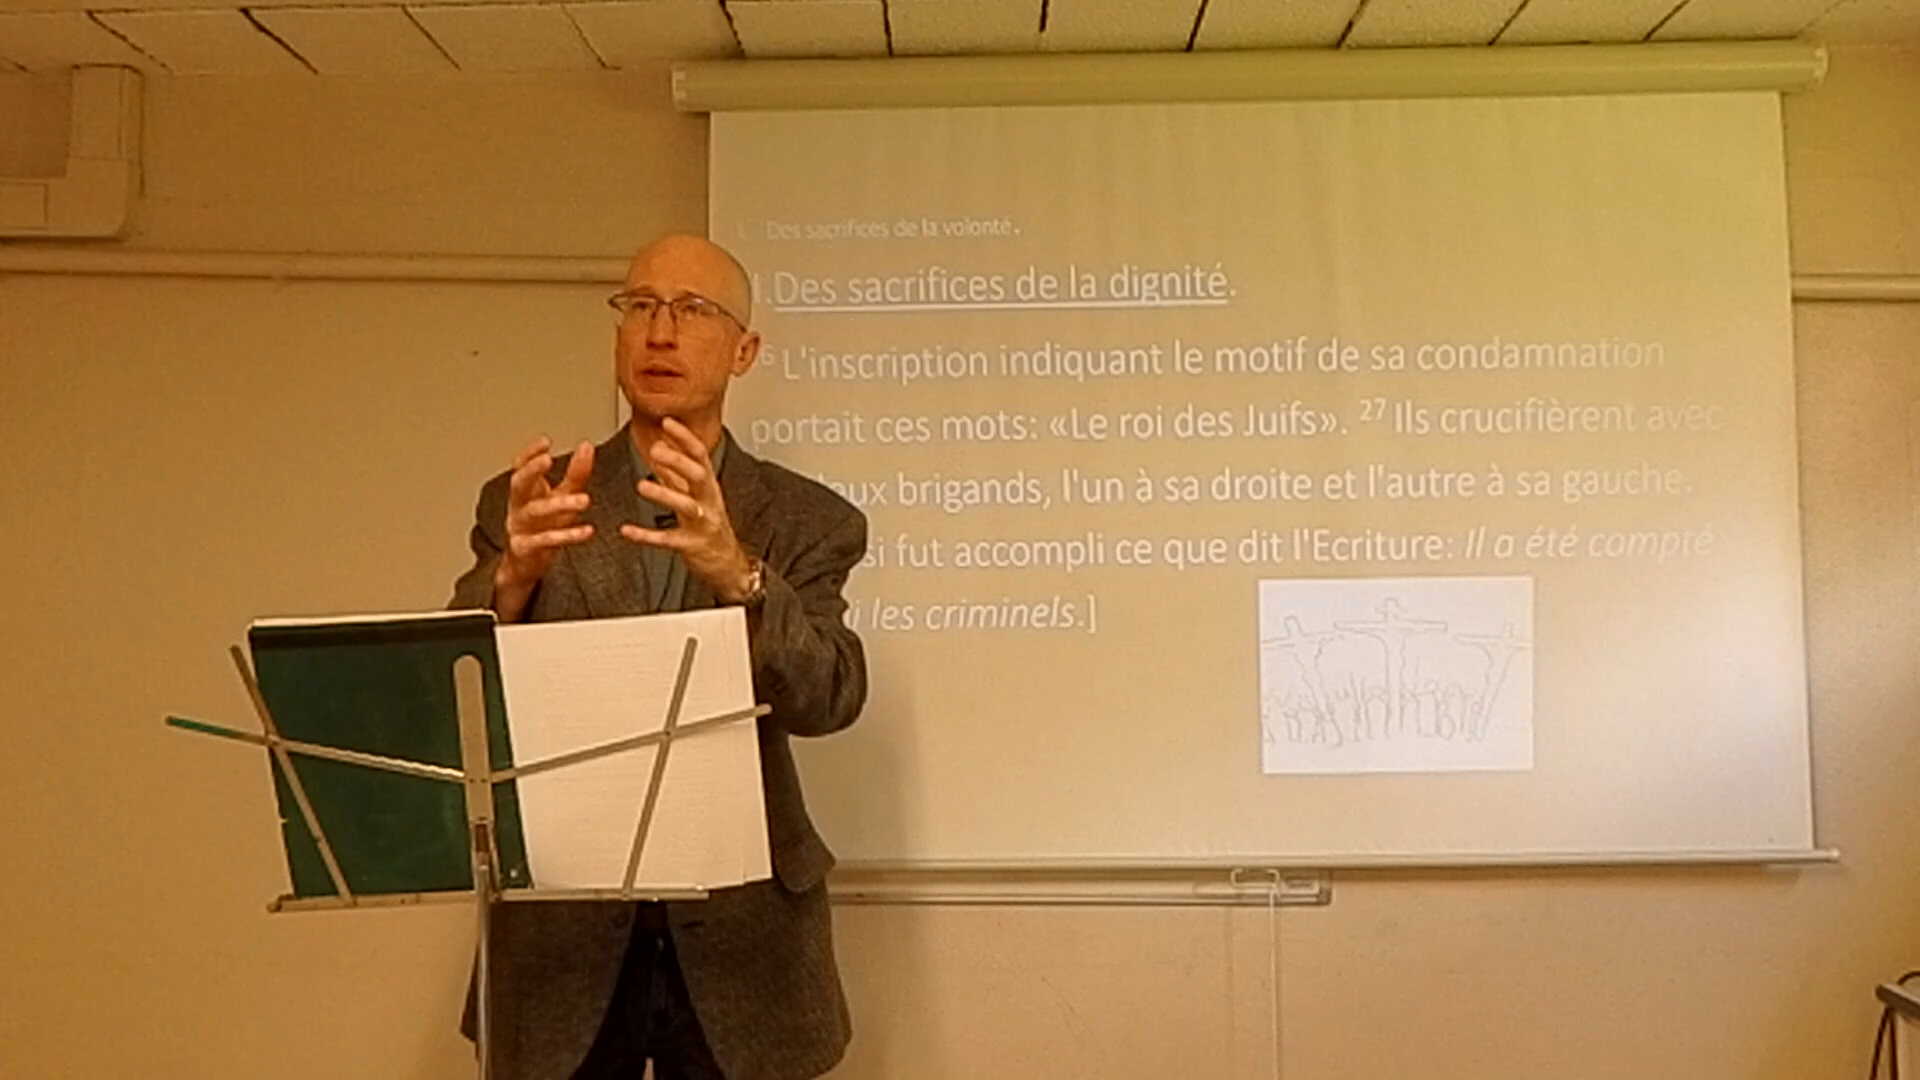 Des sacrifices de la volonté.
Des sacrifices de la dignité.
6 L'inscription indiquant le motif de sa condamnation
portait ces mots: «Le roi des Juifs». 27 Ils crucifièrent avec
brigands, l'un à sa droite et l'autre à sa gauche.
fut accompli ce que dit l'Ecriture: Il a été compté
les criminels.]